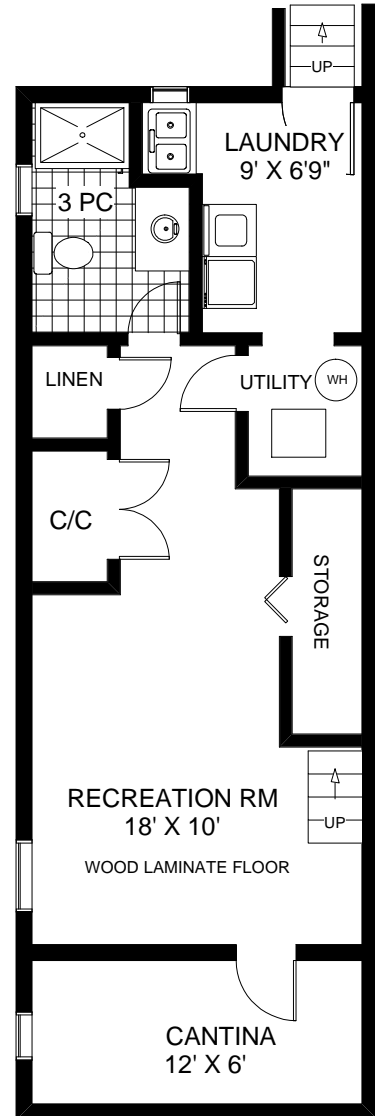 UP
LAUNDRY
9' X 6'9"
3 PC
LINEN
UTILITY
WH
C/C
STORAGE
RECREATION RM
18' X 10'
UP
WOOD LAMINATE FLOOR
CANTINA
12' X 6'